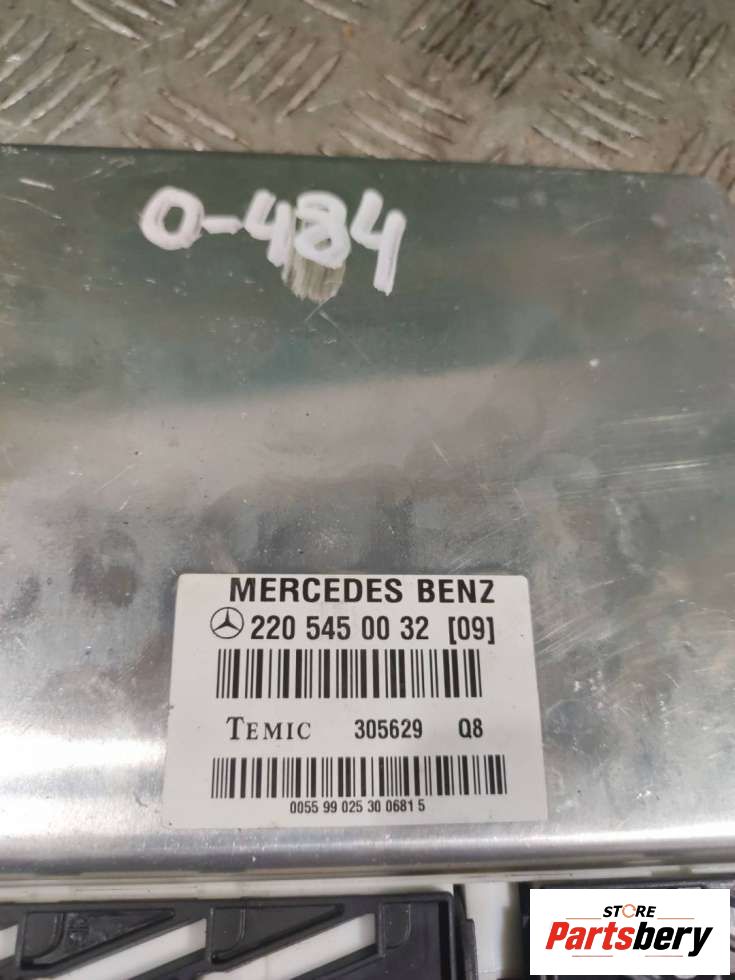 0-484
MERCEDES BENZ
220 545 00 32 [09]
TEMIC 305629 Q8
0055 99 025 30 0681 5
STORE
Partsbery